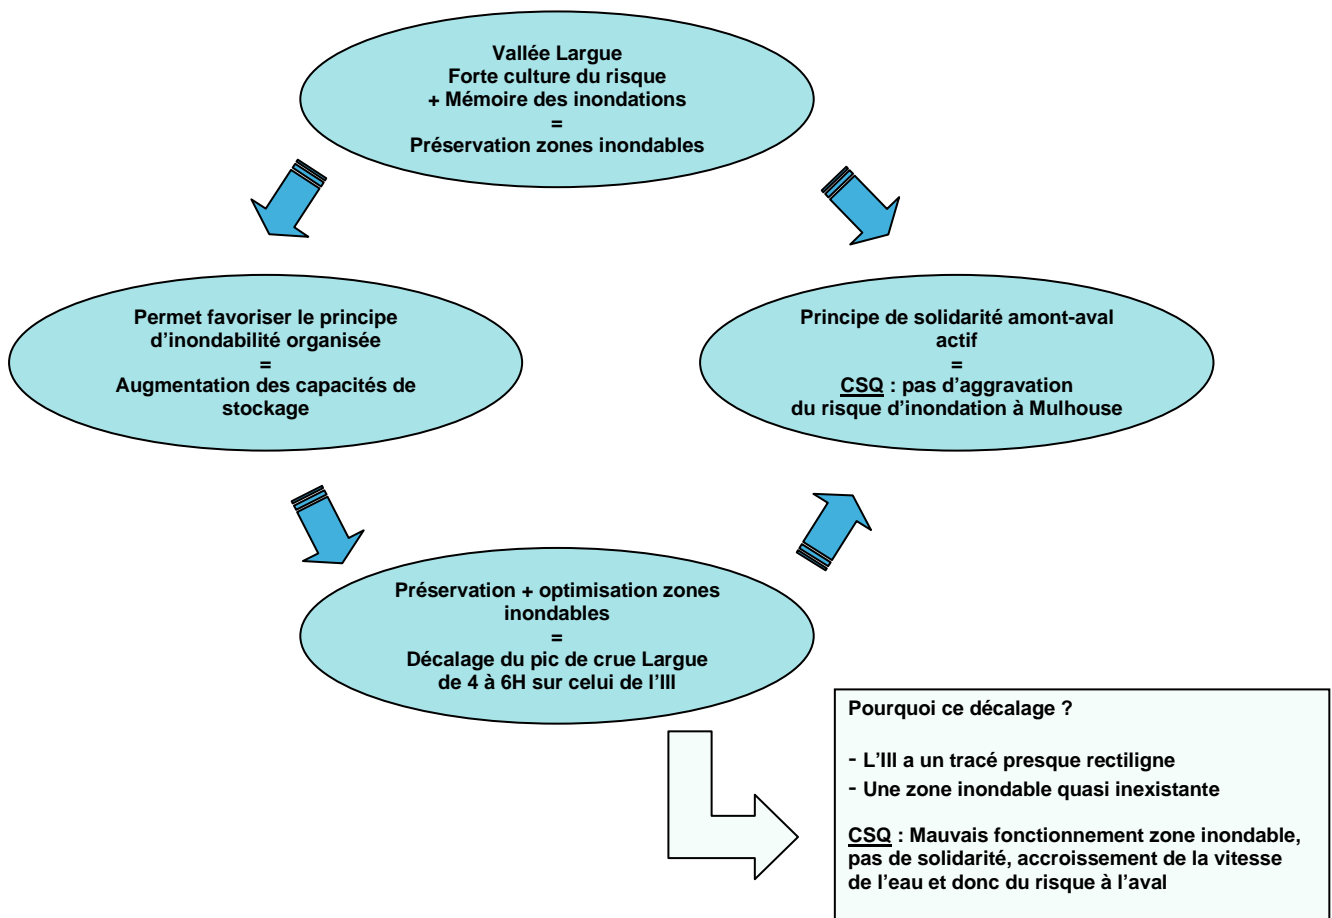 Vallée Largue
Forte culture du risque
+ Mémoire des inondations
=
Préservation zones inondables
Permet favoriser le principe
d'inondabilité organisée
=
Augmentation des capacités de
stockage
Principe de solidarité amont-aval
actif
=
CSQ : pas d'aggravation
du risque d'inondation à Mulhouse
Préservation + optimisation zones
inondables
=
Décalage du pic de crue Largue
de 4 à 6H sur celui de l'Ill
Pourquoi ce décalage ?
- L'Ill a un tracé presque rectiligne
- Une zone inondable quasi inexistante
CSQ : Mauvais fonctionnement zone inondable,
pas de solidarité, accroissement de la vitesse
de l'eau et donc du risque à l'aval